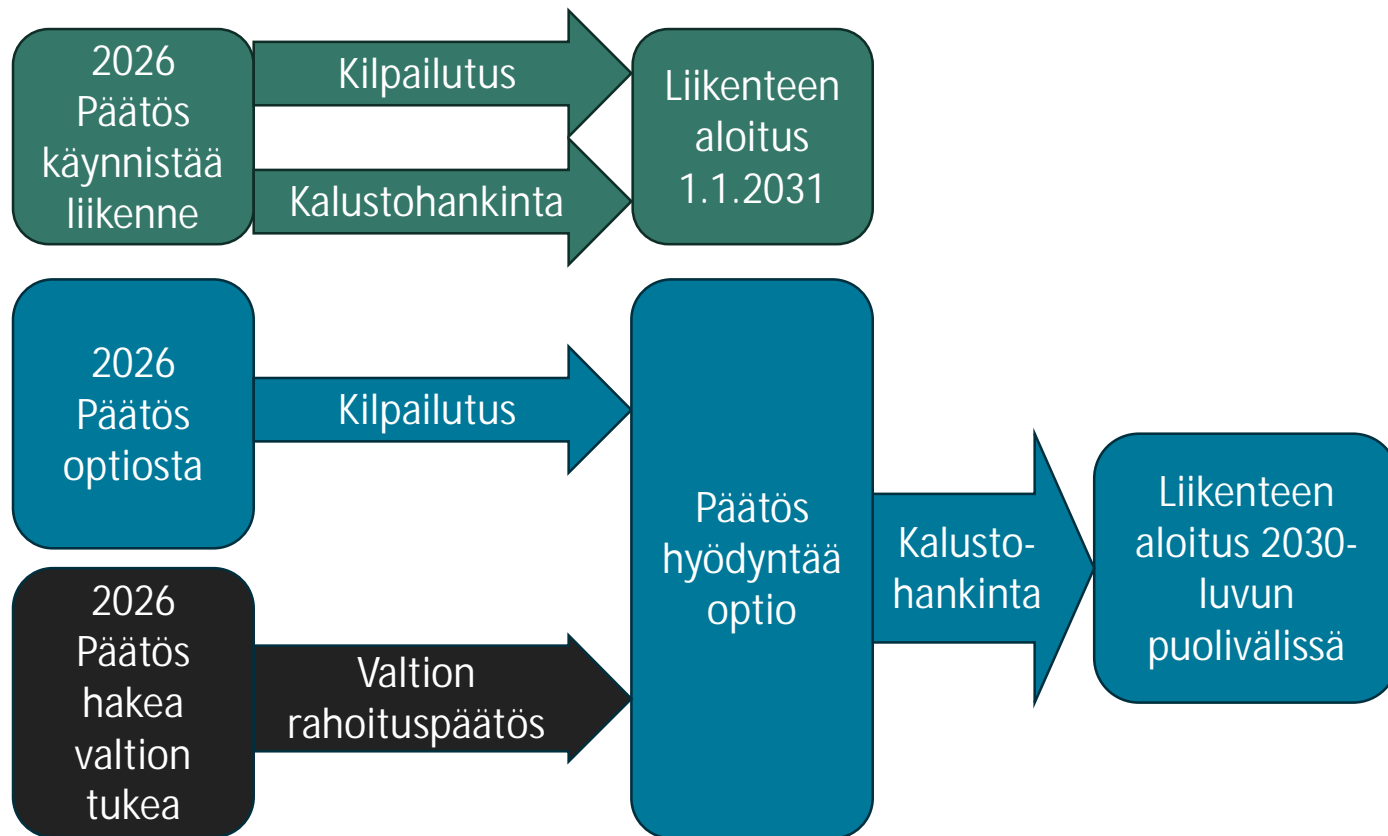 2026
Päätös
käynnistää
liikenne
Kilpailutus
Kalustohankinta
Liikenteen
aloitus
1.1.2031
2026
Päätös
optiosta
Kilpailutus
2026
Päätös
hakea
valtion
tukea
Valtion
rahoituspäätös
Päätös
hyödyntää
optio
Kalusto-
hankinta
Liikenteen
aloitus 2030-
luvun
puolivälissä